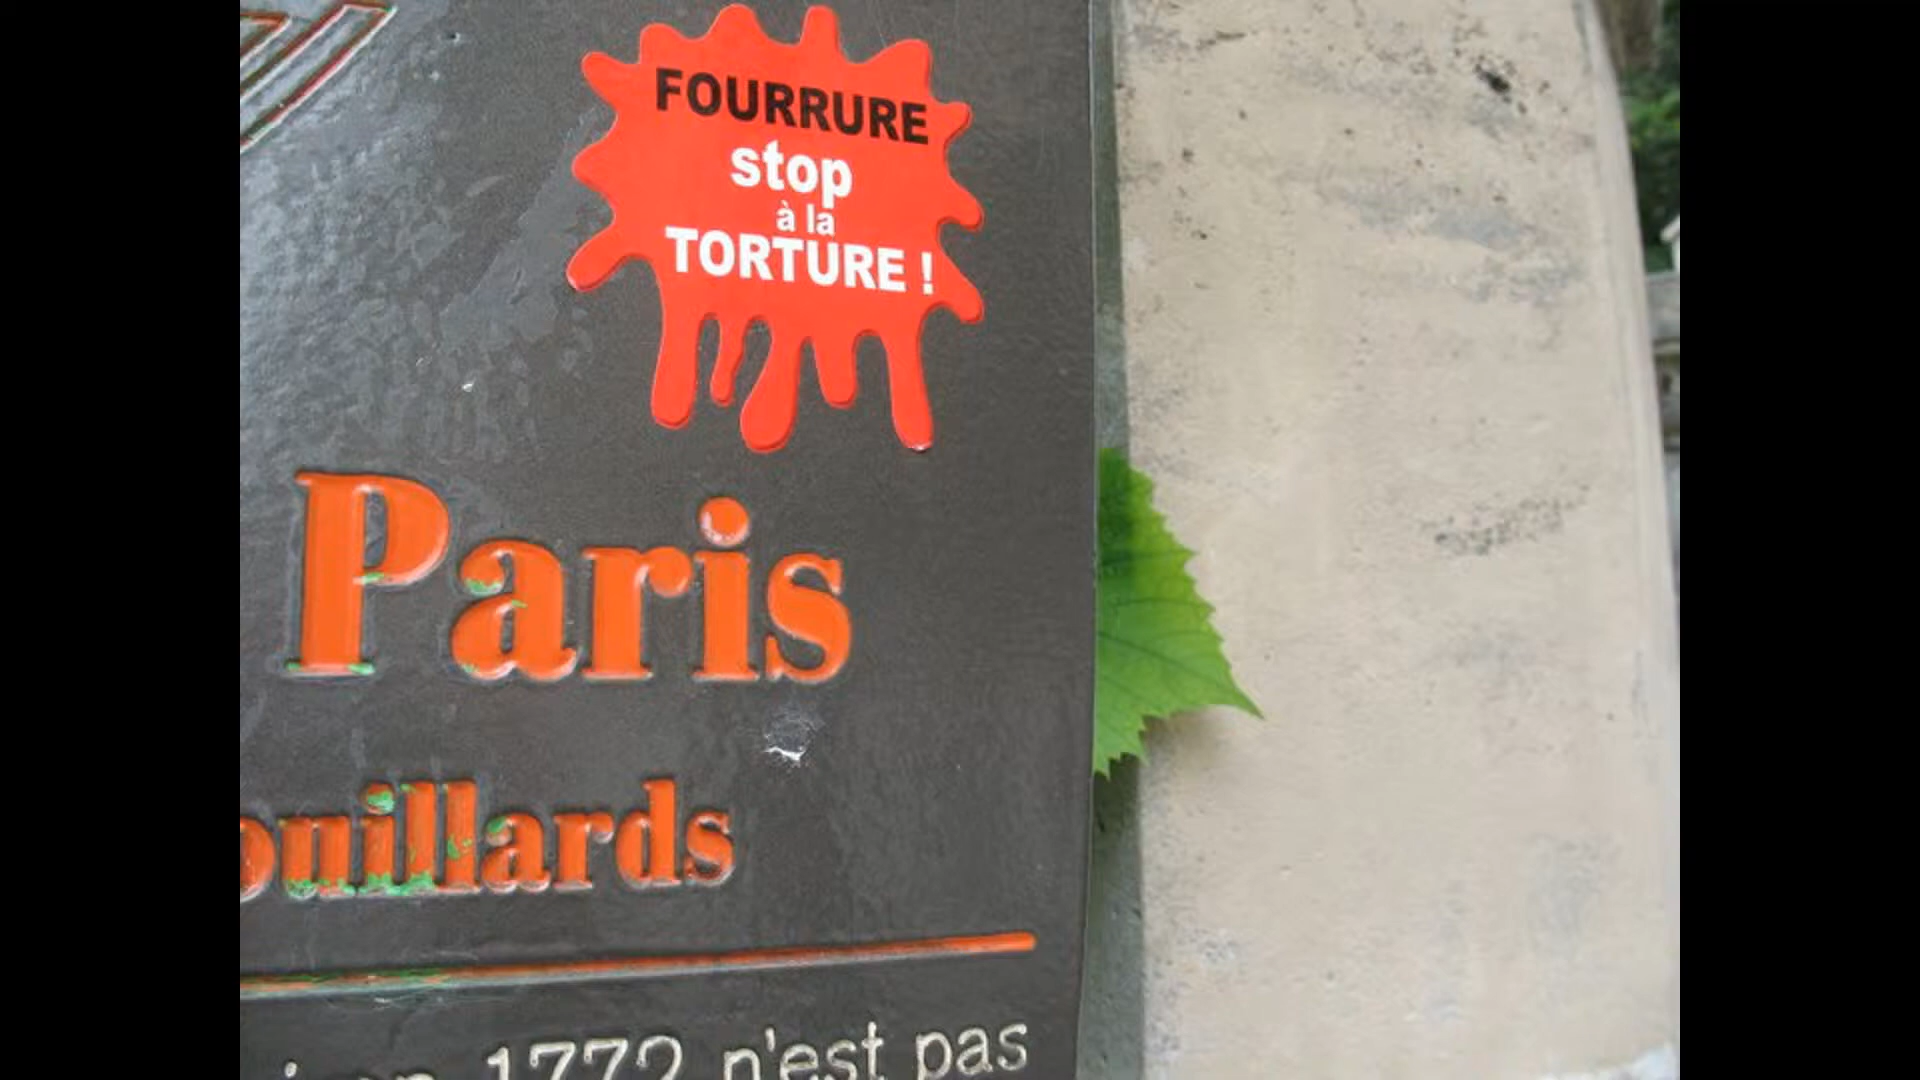 FOURRURE
stop
à la
TORTURE !
Paris
ouillards
1772 n'est pas